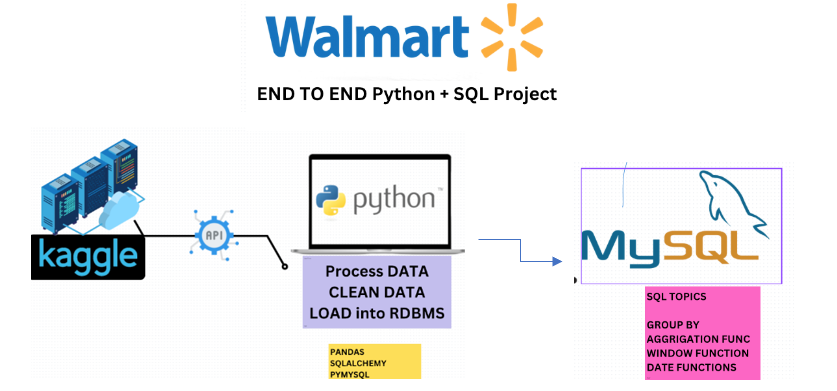 Walmart
END TO END Python + SQL Project
kaggle
API
python
Process DATA
CLEAN DATA
LOAD into RDBMS
PANDAS
SQLALCHEMY
PYMYSQL
MySQL
SQL TOPICS
GROUP BY
AGGRIGATION FUNC
WINDOW FUNCTION
DATE FUNCTIONS